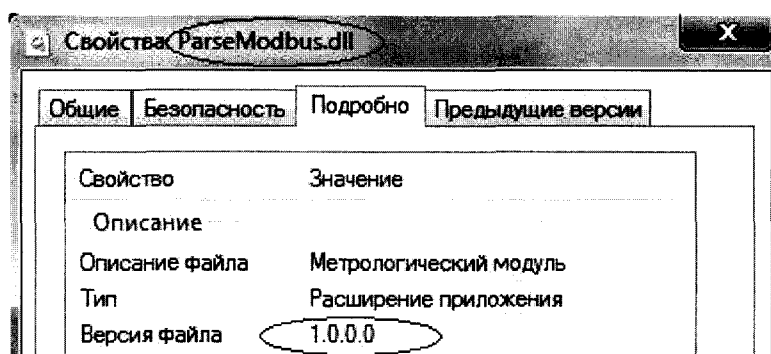 Свойства: ParseModbus.dll
X
Общие Безопасность Подробно Предыдущие версии
Свойство Значение
Описание
Описание файла Метрологический модуль
Тип Расширение приложения
Версия файла 1.0.0.0